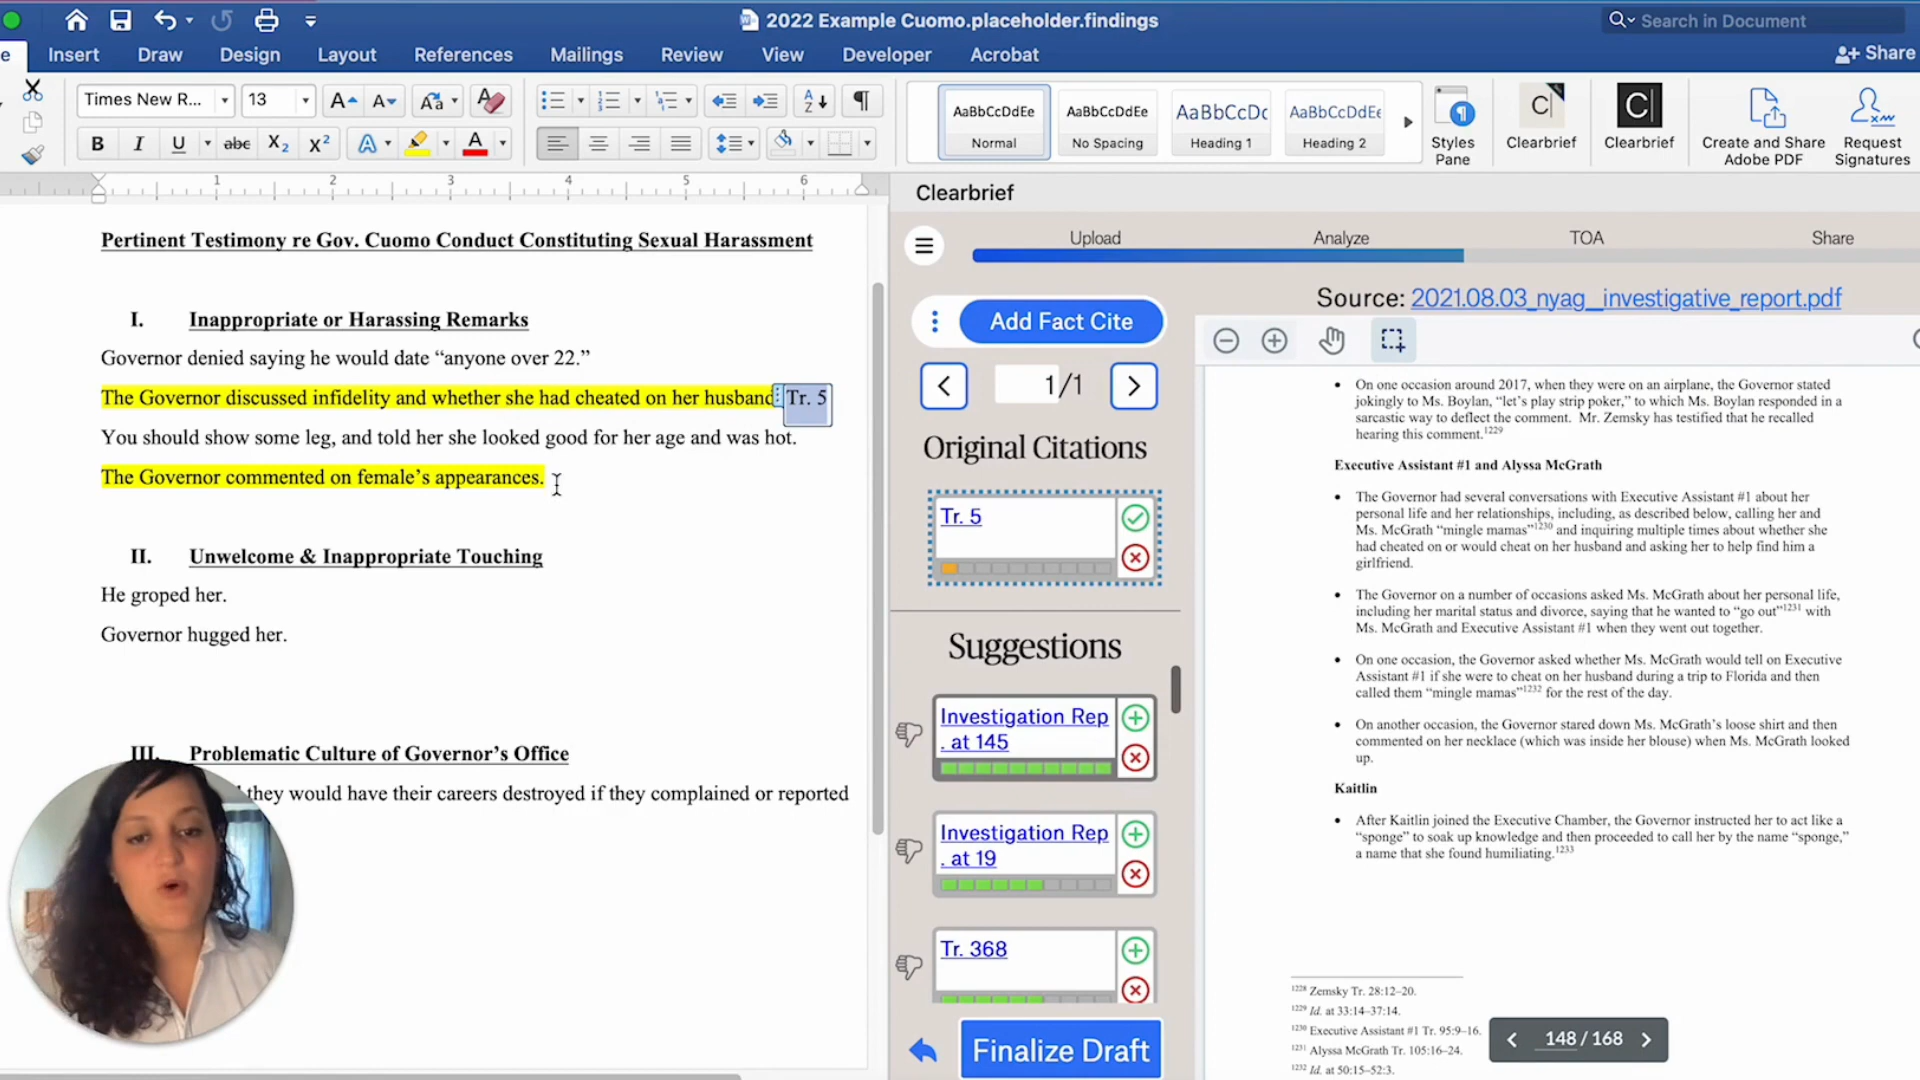 2022 Example Cuomo.placeholder.findings
Search in Document
Insert Draw Design Layout References Mailings Review View Developer Acrobat
Share
Times New R... 13
AaBbCcDdEe AaBbCcDdEe AaBbCcDc AaBbCcDdEe
Normal No Spacing Heading 1 Heading 2
Styles Pane
Clearbrief
Clearbrief
Create and Share Adobe PDF
Request Signatures
1 2 3 4 5 6
Pertinent Testimony re Gov. Cuomo Conduct Constituting Sexual Harassment
I. Inappropriate or Harassing Remarks
Governor denied saying he would date “anyone over 22.”
The Governor discussed infidelity and whether she had cheated on her husband Tr. 5
You should show some leg, and told her she looked good for her age and was hot.
The Governor commented on female’s appearances.
II. Unwelcome & Inappropriate Touching
He groped her.
Governor hugged her.
III. Problematic Culture of Governor’s Office
they would have their careers destroyed if they complained or reported
Clearbrief
Upload Analyze TOA Share
Add Fact Cite
1/1
Original Citations
Tr. 5
Suggestions
Investigation Rep
. at 145
Investigation Rep
. at 19
Tr. 368
Finalize Draft
Source: 2021.08.03_nyag_investigative_report.pdf
• On one occasion around 2017, when they were on an airplane, the Governor stated
jokingly to Ms. Boylan, “let’s play strip poker,” to which Ms. Boylan responded in a
sarcastic way to deflect the comment. Mr. Zemsky has testified that he recalled
hearing this comment.1229
Executive Assistant #1 and Alyssa McGrath
• The Governor had several conversations with Executive Assistant #1 about her
personal life and her relationships, including, as described below, calling her and
Ms. McGrath “mingle mamas”1230 and inquiring multiple times about whether she
had cheated on or would cheat on her husband and asking her to help find him a
girlfriend.
• The Governor on a number of occasions asked Ms. McGrath about her personal life,
including her marital status and divorce, saying that he wanted to “go out”1231 with
Ms. McGrath and Executive Assistant #1 when they went out together.
• On one occasion, the Governor asked whether Ms. McGrath would tell on Executive
Assistant #1 if she were to cheat on her husband during a trip to Florida and then
called them “mingle mamas”1232 for the rest of the day.
• On another occasion, the Governor stared down Ms. McGrath’s loose shirt and then
commented on her necklace (which was inside her blouse) when Ms. McGrath looked
up.
Kaitlin
• After Kaitlin joined the Executive Chamber, the Governor instructed her to act like a
“sponge” to soak up knowledge and then proceeded to call her by the name “sponge,”
a name that she found humiliating.1233
1228 Zemsky Tr. 28:12–20.
1229 Id. at 33:14–37:14.
1230 Executive Assistant #1 Tr. 95:9–16.
1231 Alyssa McGrath Tr. 105:16–24.
1232 Id. at 50:15–52:3.
148 / 168